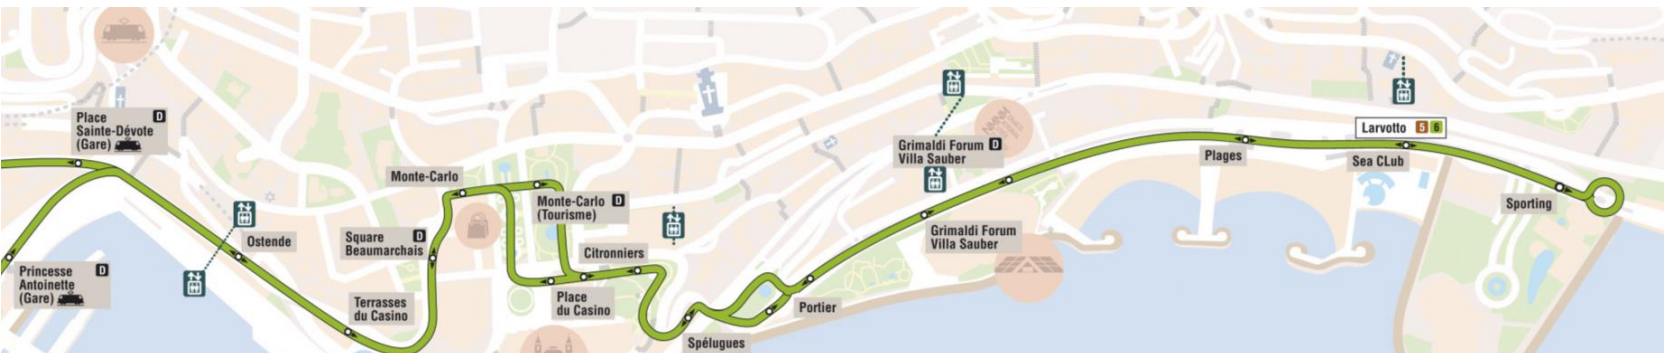 Place D
Sainte-Dévote
(Gare)
Princesse D
Antoinette
(Gare)
Ostende
Terrasses
du Casino
Square D
Beaumarchais
Monte-Carlo
Monte-Carlo D
(Tourisme)
Citronniers
Place
du Casino
Spélugues
Portier
Grimaldi Forum D
Villa Sauber
Grimaldi Forum
Villa Sauber
Plages
Larvotto 5 6
Sea CLub
Sporting